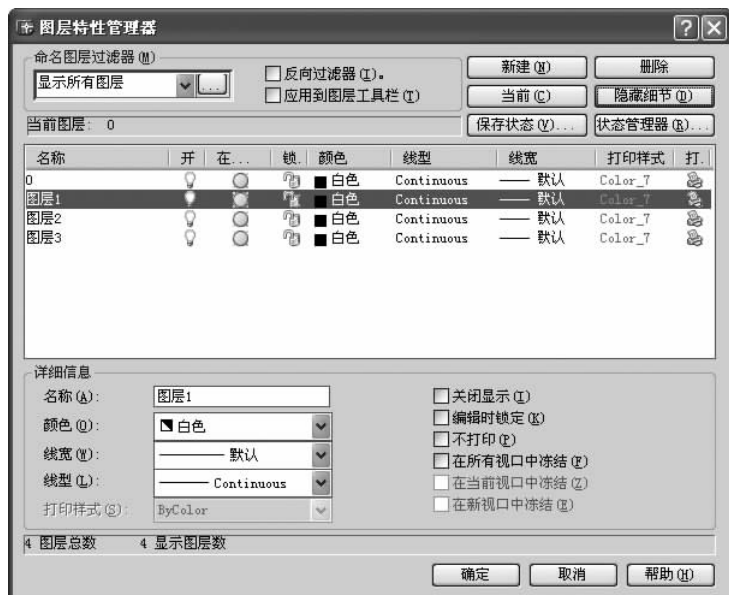 图层特性管理器
命名图层过滤器(M)
显示所有图层
...
反向过滤器(I)。
应用到图层工具栏(T)
新建(N)
删除
当前(C)
隐藏细节(D)
当前图层: 0
保存状态(V)...
状态管理器(R)...
名称 开 在... 锁. 颜色 线型 线宽 打印样式 打.
0 白色 Continuous 默认 Color_7
图层1 白色 Continuous 默认 Color_7
图层2 白色 Continuous 默认 Color_7
图层3 白色 Continuous 默认 Color_7
详细信息
名称(A): 图层1
颜色(O): 白色
线宽(W): 默认
线型(L): Continuous
打印样式(S): ByColor
关闭显示(I)
编辑时锁定(K)
不打印(P)
在所有视口中冻结(F)
在当前视口中冻结(Z)
在新视口中冻结(E)
4 图层总数 4 显示图层数
确定
取消
帮助(H)